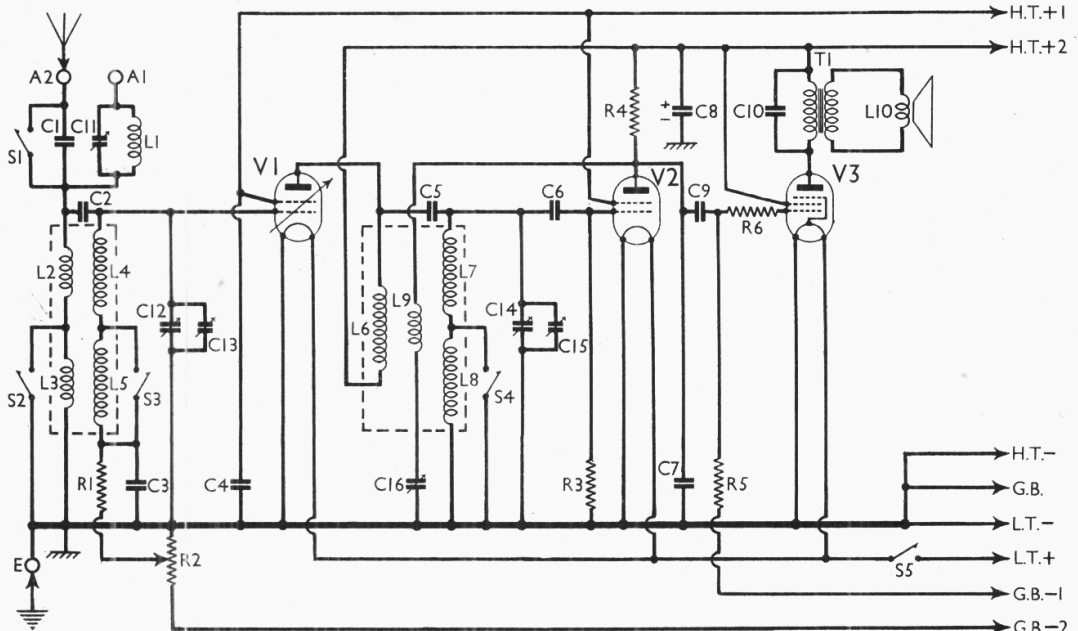 H.T.+1
H.T.+2
A2
A1
T1
C1
C11
L1
S1
R4
C8
C10
L10
V1
V2
V3
C2
C5
C6
C9
R6
L2
L4
L7
L9
C12
C13
L6
C14
C15
L3
L5
S2
S3
L8
S4
R1
C3
C4
C16
R3
C7
R5
H.T.-
G.B.
L.T.-
E
R2
S5
L.T.+
G.B.-1
G.B.-2